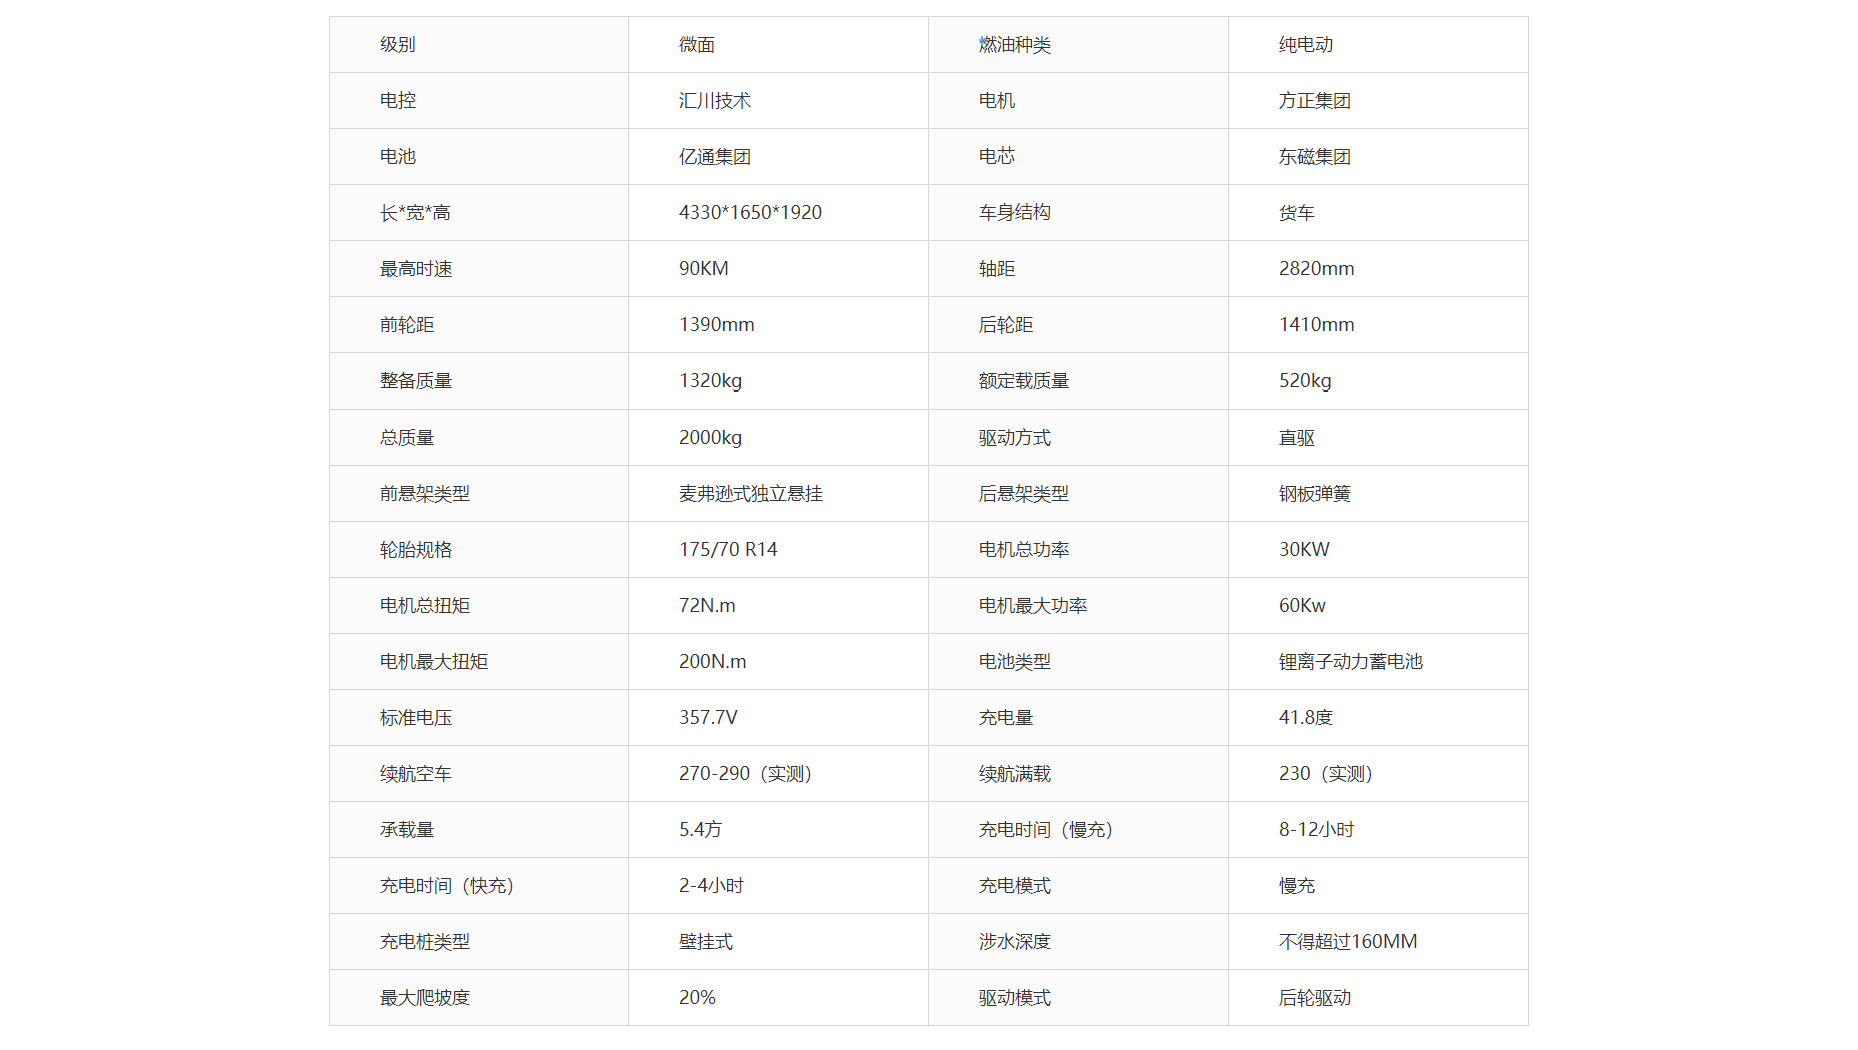 级别 微面 燃油种类 纯电动
电控 汇川技术 电机 方正集团
电池 亿通集团 电芯 东磁集团
长*宽*高 4330*1650*1920 车身结构 货车
最高时速 90KM 轴距 2820mm
前轮距 1390mm 后轮距 1410mm
整备质量 1320kg 额定载质量 520kg
总质量 2000kg 驱动方式 直驱
前悬架类型 麦弗逊式独立悬挂 后悬架类型 钢板弹簧
轮胎规格 175/70 R14 电机总功率 30KW
电机总扭矩 72N.m 电机最大功率 60Kw
电机最大扭矩 200N.m 电池类型 锂离子动力蓄电池
标准电压 357.7V 充电量 41.8度
续航空车 270-290（实测） 续航满载 230（实测）
承载量 5.4方 充电时间（慢充） 8-12小时
充电时间（快充） 2-4小时 充电模式 慢充
充电桩类型 壁挂式 涉水深度 不得超过160MM
最大爬坡度 20% 驱动模式 后轮驱动